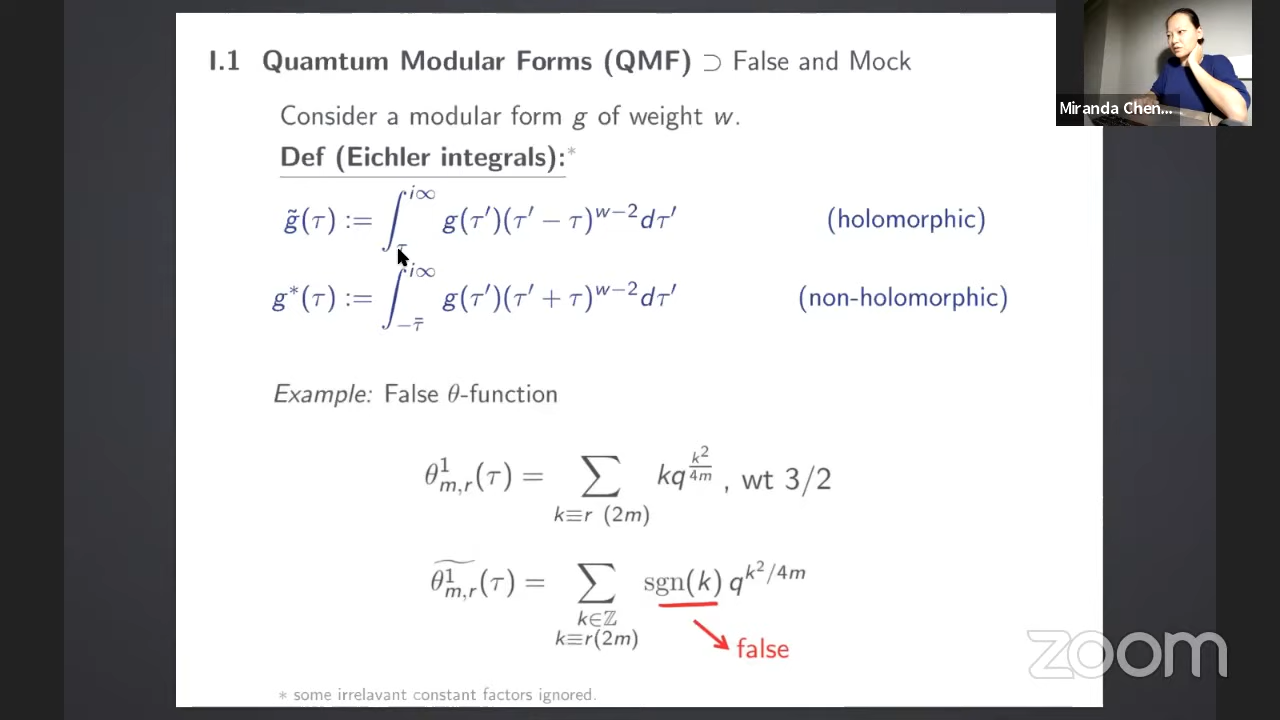 I.1 Quamtum Modular Forms (QMF) ⊃ False and Mock
Miranda Chen...
Consider a modular form g of weight w.
Def (Eichler integrals):*
g̃(τ) := ∫_τ^{i∞} g(τ′)(τ′ − τ)^{w−2}dτ′ (holomorphic)
g*(τ) := ∫_{−τ̄}^{i∞} g(τ′)(τ′ + τ)^{w−2}dτ′ (non-holomorphic)
Example: False θ-function
θ^1_{m,r}(τ) = ∑_{k≡r (2m)} kq^{k²/4m} , wt 3/2
\widetilde{θ^1_{m,r}}(τ) = ∑_{k∈ℤ, k≡r(2m)} sgn(k) q^{k²/4m}
false
zoom
* some irrelavant constant factors ignored.